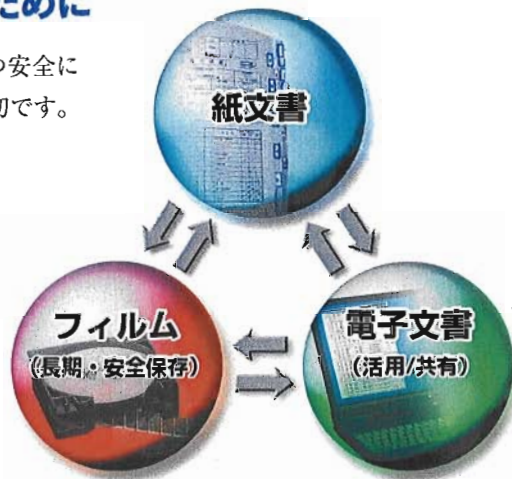 ために
安全に
切です。
紙文書
フィルム
(長期・安全保存)
電子文書
(活用/共有)